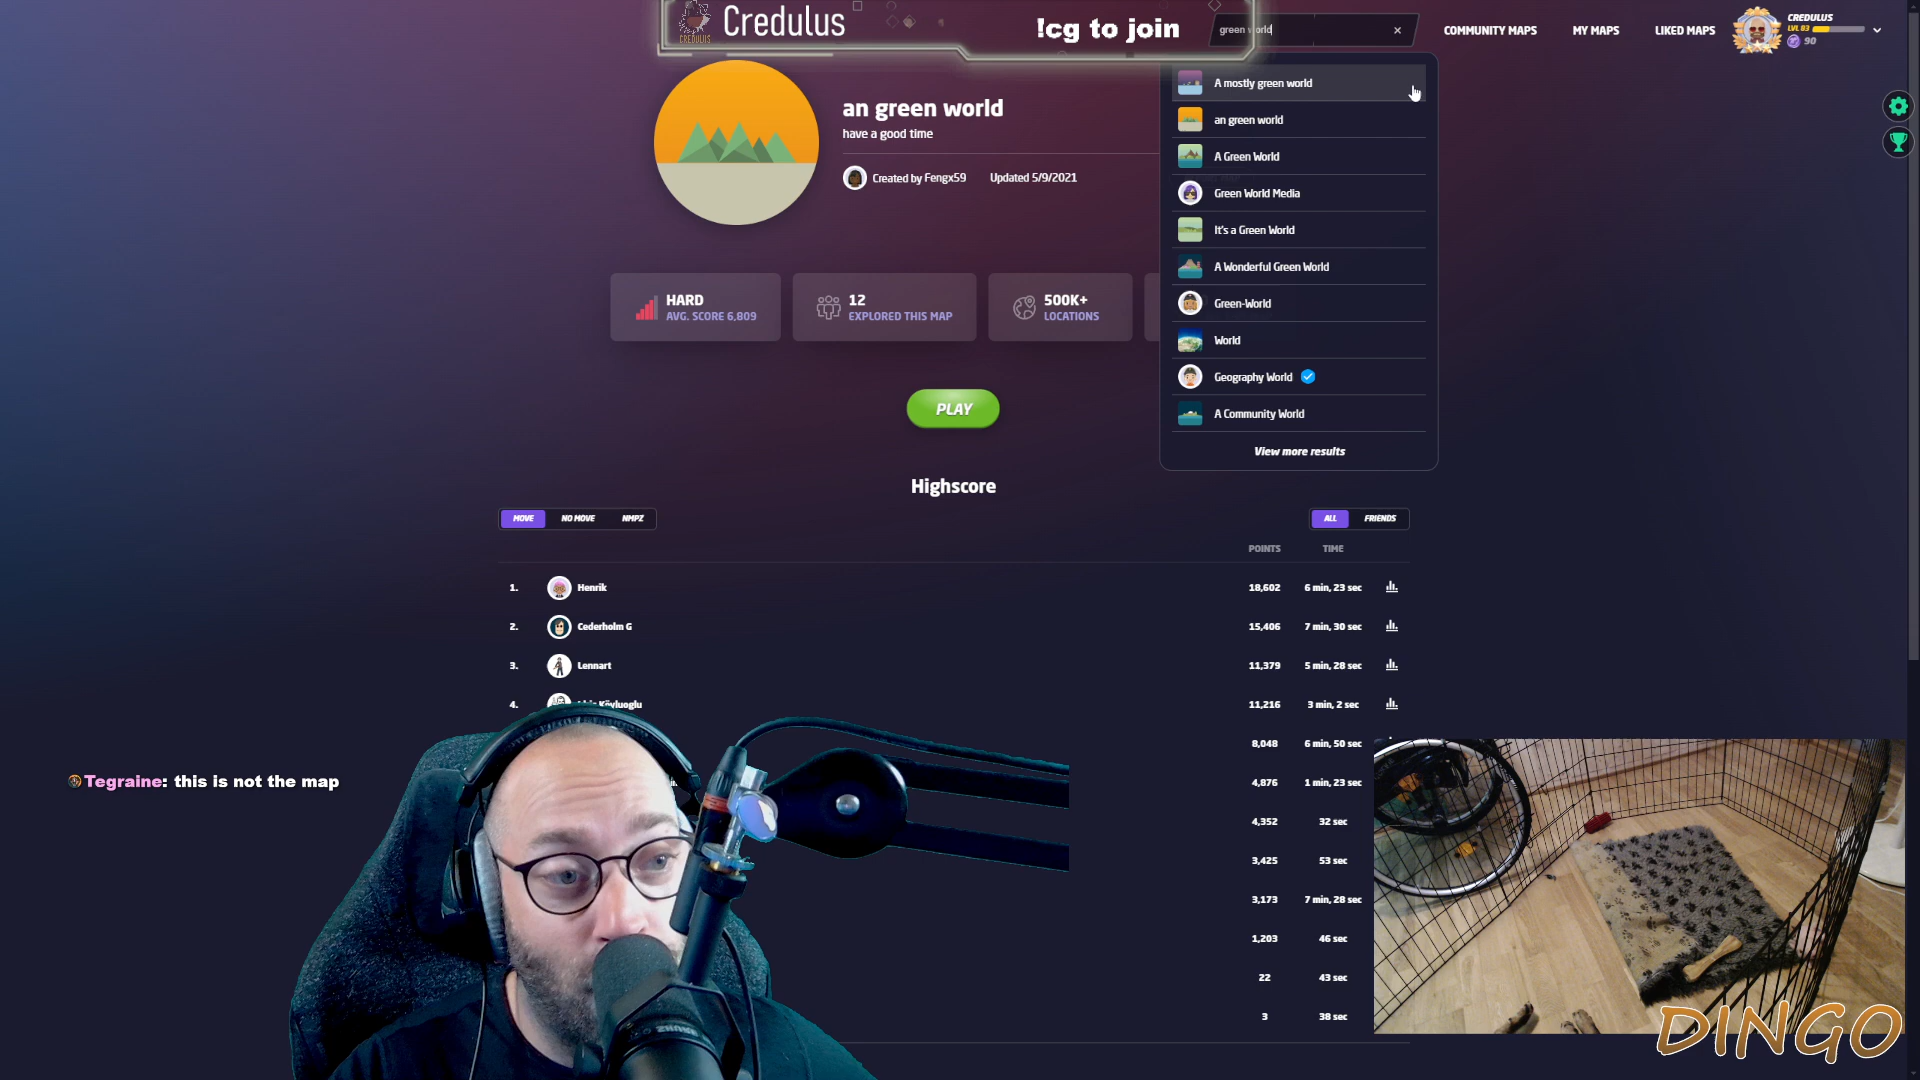 CREDULUS
Credulus
!cg to join
green world
COMMUNITY MAPS
MY MAPS
LIKED MAPS
CREDULUS
LVL 83
90
an green world
have a good time
Created by Fengx59
Updated 5/9/2021
A mostly green world
an green world
A Green World
Green World Media
It's a Green World
A Wonderful Green World
Green-World
World
Geography World
A Community World
View more results
HARD
AVG. SCORE 6,809
12
EXPLORED THIS MAP
500K+
LOCATIONS
PLAY
Highscore
MOVE
NO MOVE
NMPZ
ALL
FRIENDS
POINTS
TIME
1. Henrik 18,602 6 min, 23 sec
2. Cederholm G 15,406 7 min, 30 sec
3. Lennart 11,379 5 min, 28 sec
4. Köyluoglu 11,216 3 min, 2 sec
8,048 6 min, 50 sec
4,876 1 min, 23 sec
4,352 32 sec
3,425 53 sec
3,173 7 min, 28 sec
1,203 46 sec
22 43 sec
3 38 sec
Tegraine: this is not the map
DINGO